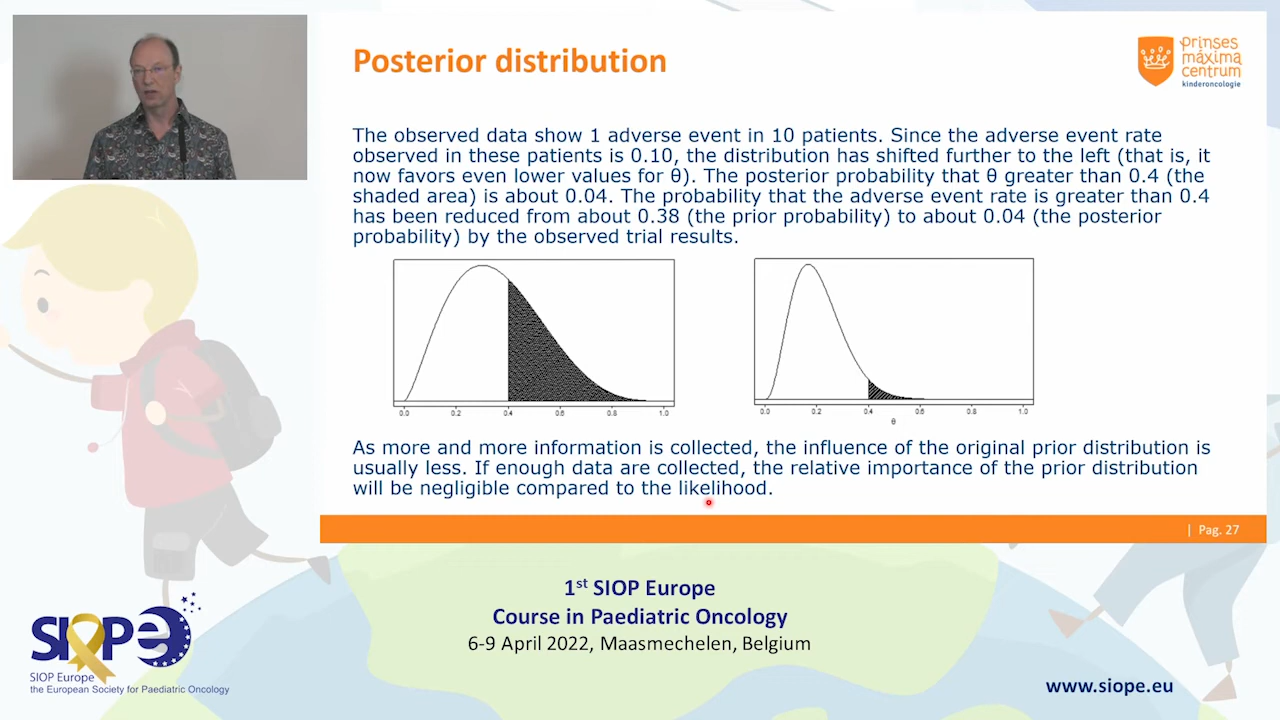 Posterior distribution
prinses
máxima
centrum
kinderoncologie
The observed data show 1 adverse event in 10 patients. Since the adverse event rate
observed in these patients is 0.10, the distribution has shifted further to the left (that is, it
now favors even lower values for θ). The posterior probability that θ greater than 0.4 (the
shaded area) is about 0.04. The probability that the adverse event rate is greater than 0.4
has been reduced from about 0.38 (the prior probability) to about 0.04 (the posterior
probability) by the observed trial results.
0.0 0.2 0.4 0.6 0.8 1.0
0.0 0.2 0.4 0.6 0.8 1.0
θ
As more and more information is collected, the influence of the original prior distribution is
usually less. If enough data are collected, the relative importance of the prior distribution
will be negligible compared to the likelihood.
| Pag. 27
1st SIOP Europe
Course in Paediatric Oncology
6-9 April 2022, Maasmechelen, Belgium
SIOPe
SIOP Europe
the European Society for Paediatric Oncology
www.siope.eu